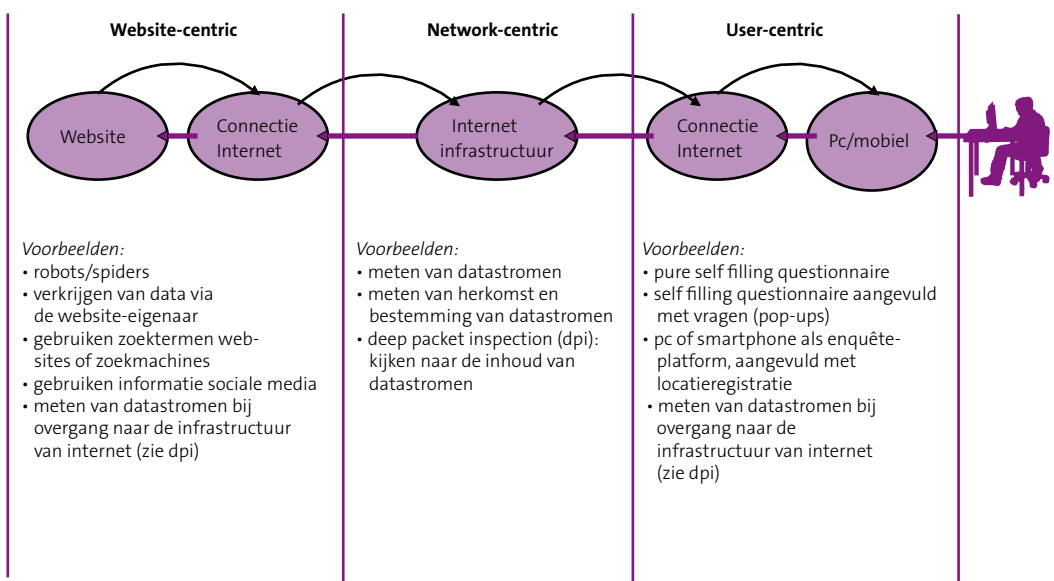 Website-centric
Network-centric
User-centric
Website
Connectie
Internet
Internet
infrastructuur
Connectie
Internet
Pc/mobiel
Voorbeelden:
• robots/spiders
• verkrijgen van data via
de website-eigenaar
• gebruiken zoektermen web-
sites of zoekmachines
• gebruiken informatie sociale media
• meten van datastromen bij
overgang naar de infrastructuur
van internet (zie dpi)
Voorbeelden:
• meten van datastromen
• meten van herkomst en
bestemming van datastromen
• deep packet inspection (dpi):
kijken naar de inhoud van
datastromen
Voorbeelden:
• pure self filling questionnaire
• self filling questionnaire aangevuld
met vragen (pop-ups)
• pc of smartphone als enquête-
platform, aangevuld met
locatieregistratie
• meten van datastromen bij
overgang naar de
infrastructuur van internet
(zie dpi)